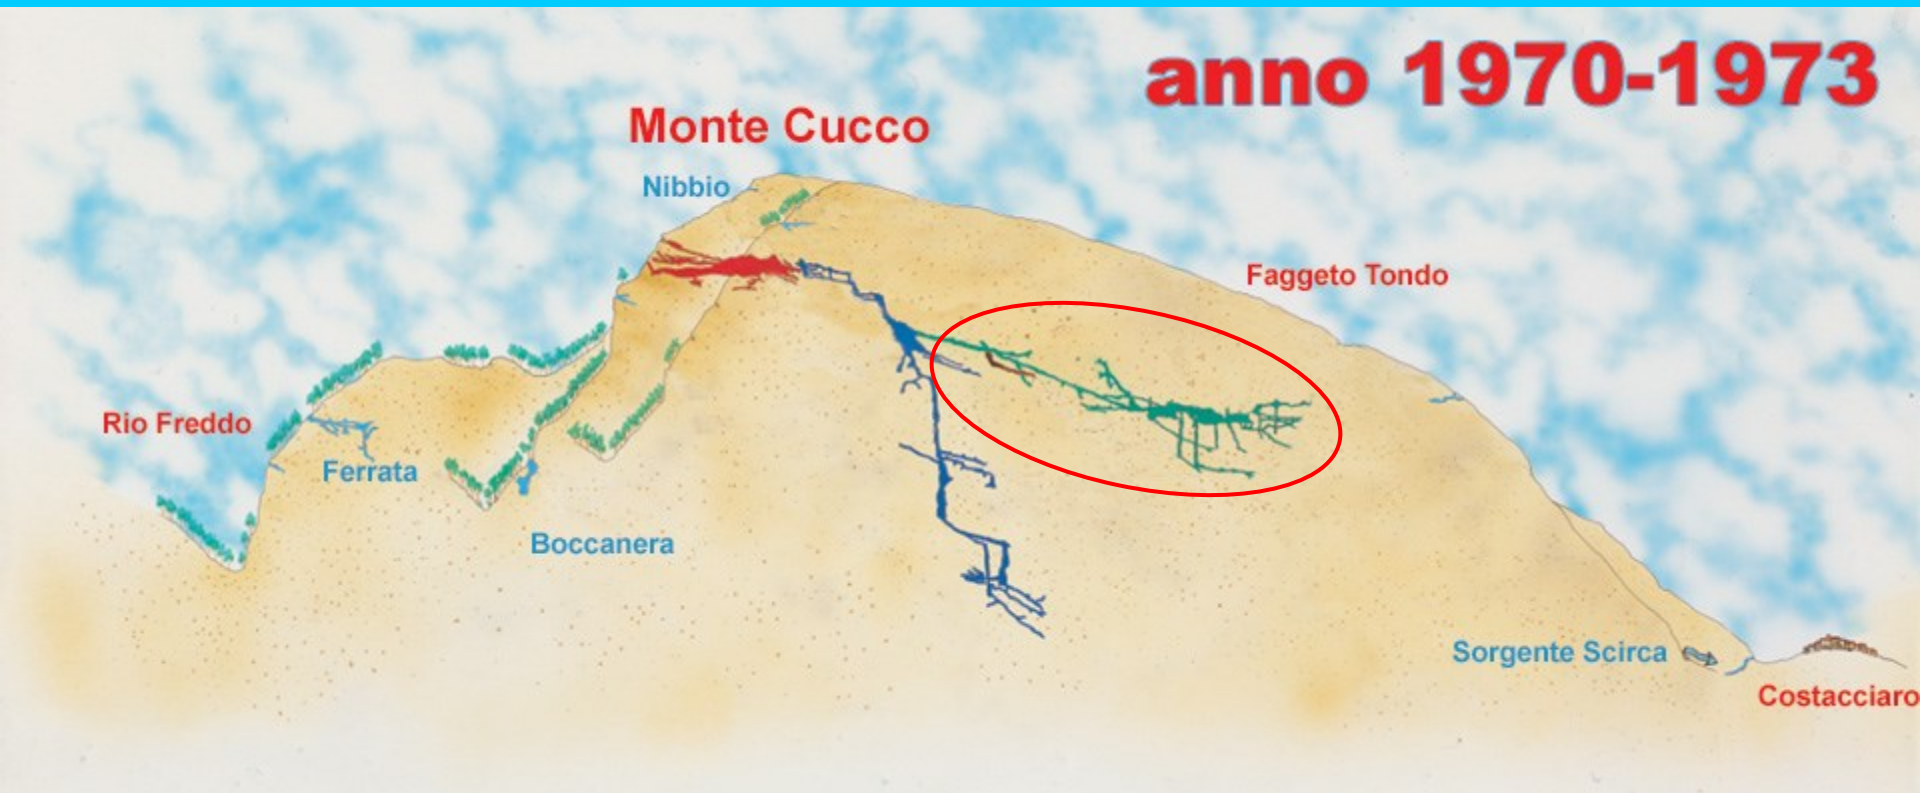 anno 1970-1973
Monte Cucco
Nibbio
Faggeto Tondo
Rio Freddo
Ferrata
Boccanera
Sorgente Scirca
Costacciaro